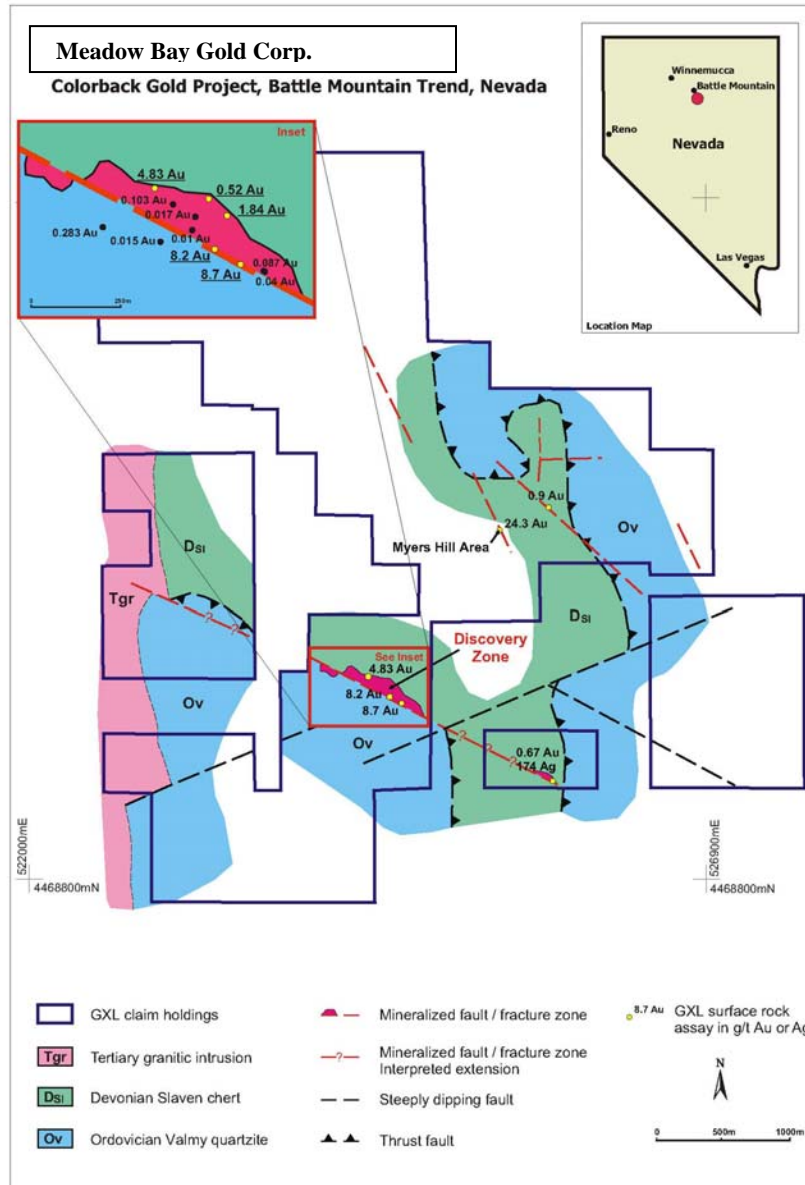 Meadow Bay Gold Corp.
Colorback Gold Project, Battle Mountain Trend, Nevada
Inset
4.83 Au
0.52 Au
0.103 Au
0.017 Au
1.84 Au
0.283 Au
0.015 Au
0.01 Au
8.2 Au
0.087 Au
8.7 Au
0.04 Au
0
250m
Winnemucca
Battle Mountain
Reno
Nevada
Las Vegas
Location Map
0.9 Au
24.3 Au
Myers Hill Area
Ov
DSl
Tgr
DSl
Discovery
Zone
See Inset
4.83 Au
8.2 Au
8.7 Au
Ov
Ov
? ?
? ? ?
0.67 Au
174 Ag
522000mE
4468800mN
526900mE
4468800mN
GXL claim holdings
Mineralized fault / fracture zone
8.7 Au
GXL surface rock
assay in g/t Au or Ag
Tgr
Tertiary granitic intrusion
?
Mineralized fault / fracture zone
Interpreted extension
N
DSl
Devonian Slaven chert
Steeply dipping fault
Ov
Ordovician Valmy quartzite
Thrust fault
0
500m
1000m